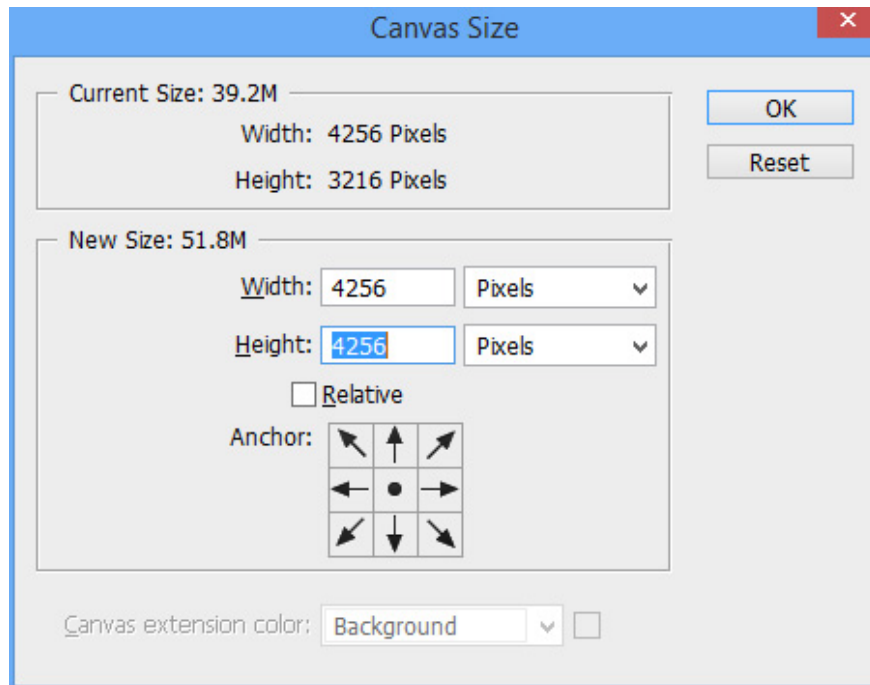 Canvas Size
Current Size: 39.2M
Width: 4256 Pixels
Height: 3216 Pixels
OK
Reset
New Size: 51.8M
Width: 4256 Pixels
Height: 4256 Pixels
Relative
Anchor:
Canvas extension color: Background